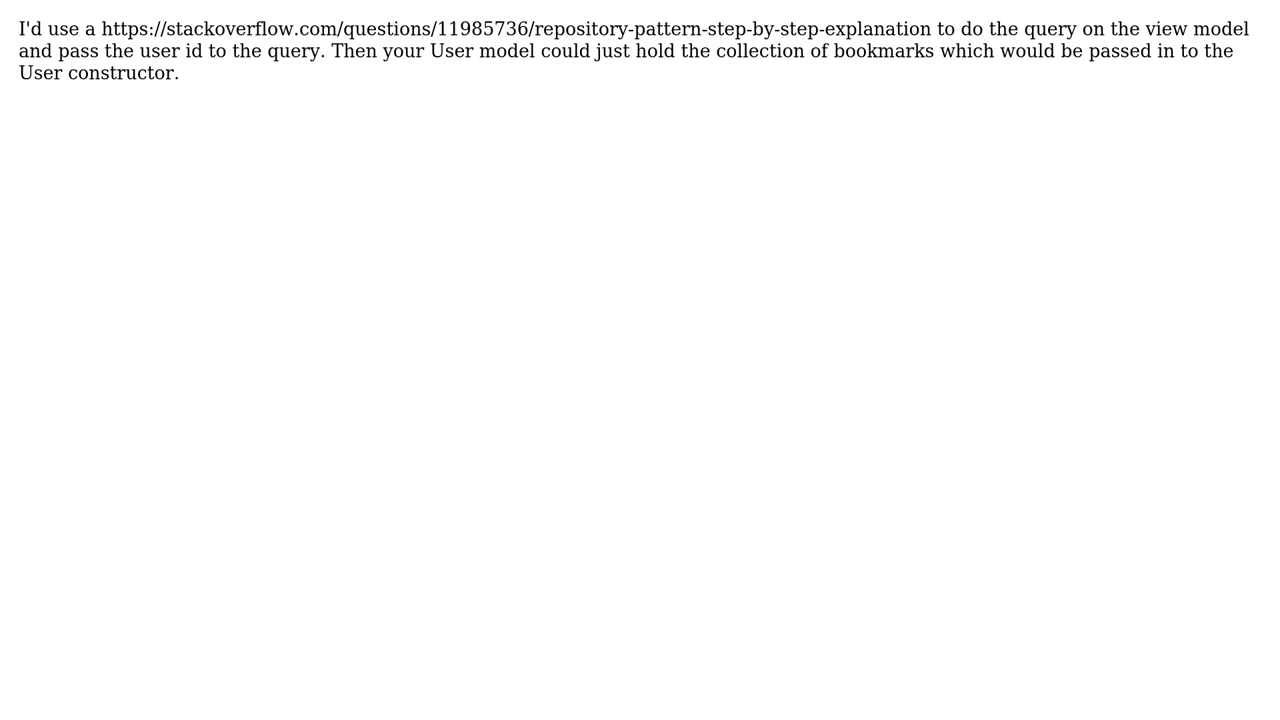 I'd use a https://stackoverflow.com/questions/11985736/repository-pattern-step-by-step-explanation to do the query on the view model
and pass the user id to the query. Then your User model could just hold the collection of bookmarks which would be passed in to the
User constructor.